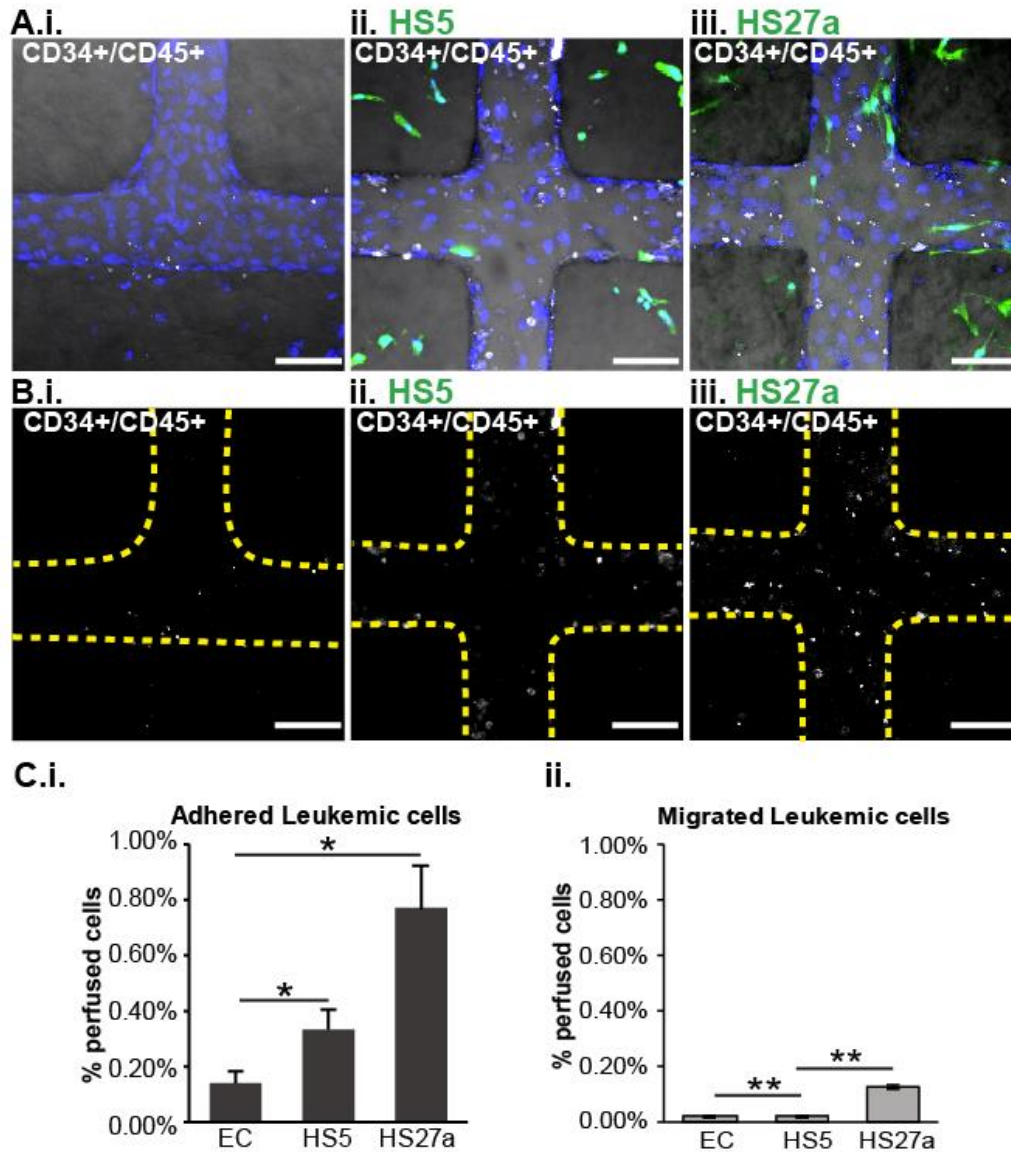 A.i.
ii. HS5
iii. HS27a
CD34+/CD45+
CD34+/CD45+
CD34+/CD45+
B.i.
ii. HS5
iii. HS27a
CD34+/CD45+
CD34+/CD45+
CD34+/CD45+
C.i.
Adhered Leukemic cells
% perfused cells
1.00%
0.80%
0.60%
0.40%
0.20%
0.00%
*
*
EC HS5 HS27a
ii.
Migrated Leukemic cells
% perfused cells
1.00%
0.80%
0.60%
0.40%
0.20%
0.00%
**
**
EC HS5 HS27a